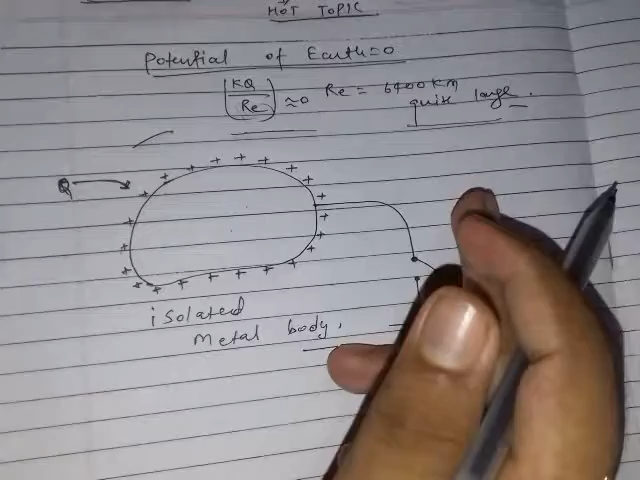 HOT TOPIC
Potential of Earth=0
|KQ/Re| ≈0 Re = 6400 KM
quite large.
Q
+ + + + + + + + + + + + + + + + + + + + + +
isolated
Metal body.